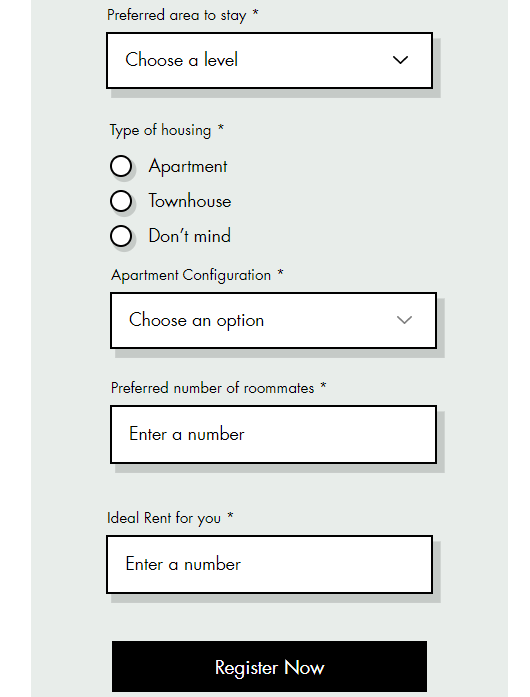 Preferred area to stay *
Choose a level
Type of housing *
Apartment
Townhouse
Don't mind
Apartment Configuration *
Choose an option
Preferred number of roommates *
Enter a number
Ideal Rent for you *
Enter a number
Register Now